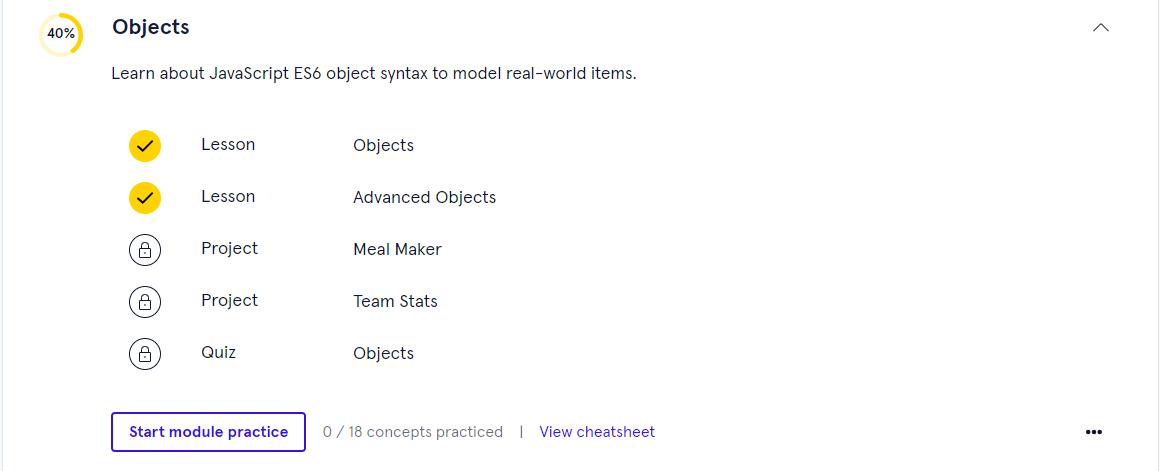 40% Objects
Learn about JavaScript ES6 object syntax to model real-world items.
Lesson Objects
Lesson Advanced Objects
Project Meal Maker
Project Team Stats
Quiz Objects
Start module practice 0 / 18 concepts practiced | View cheatsheet